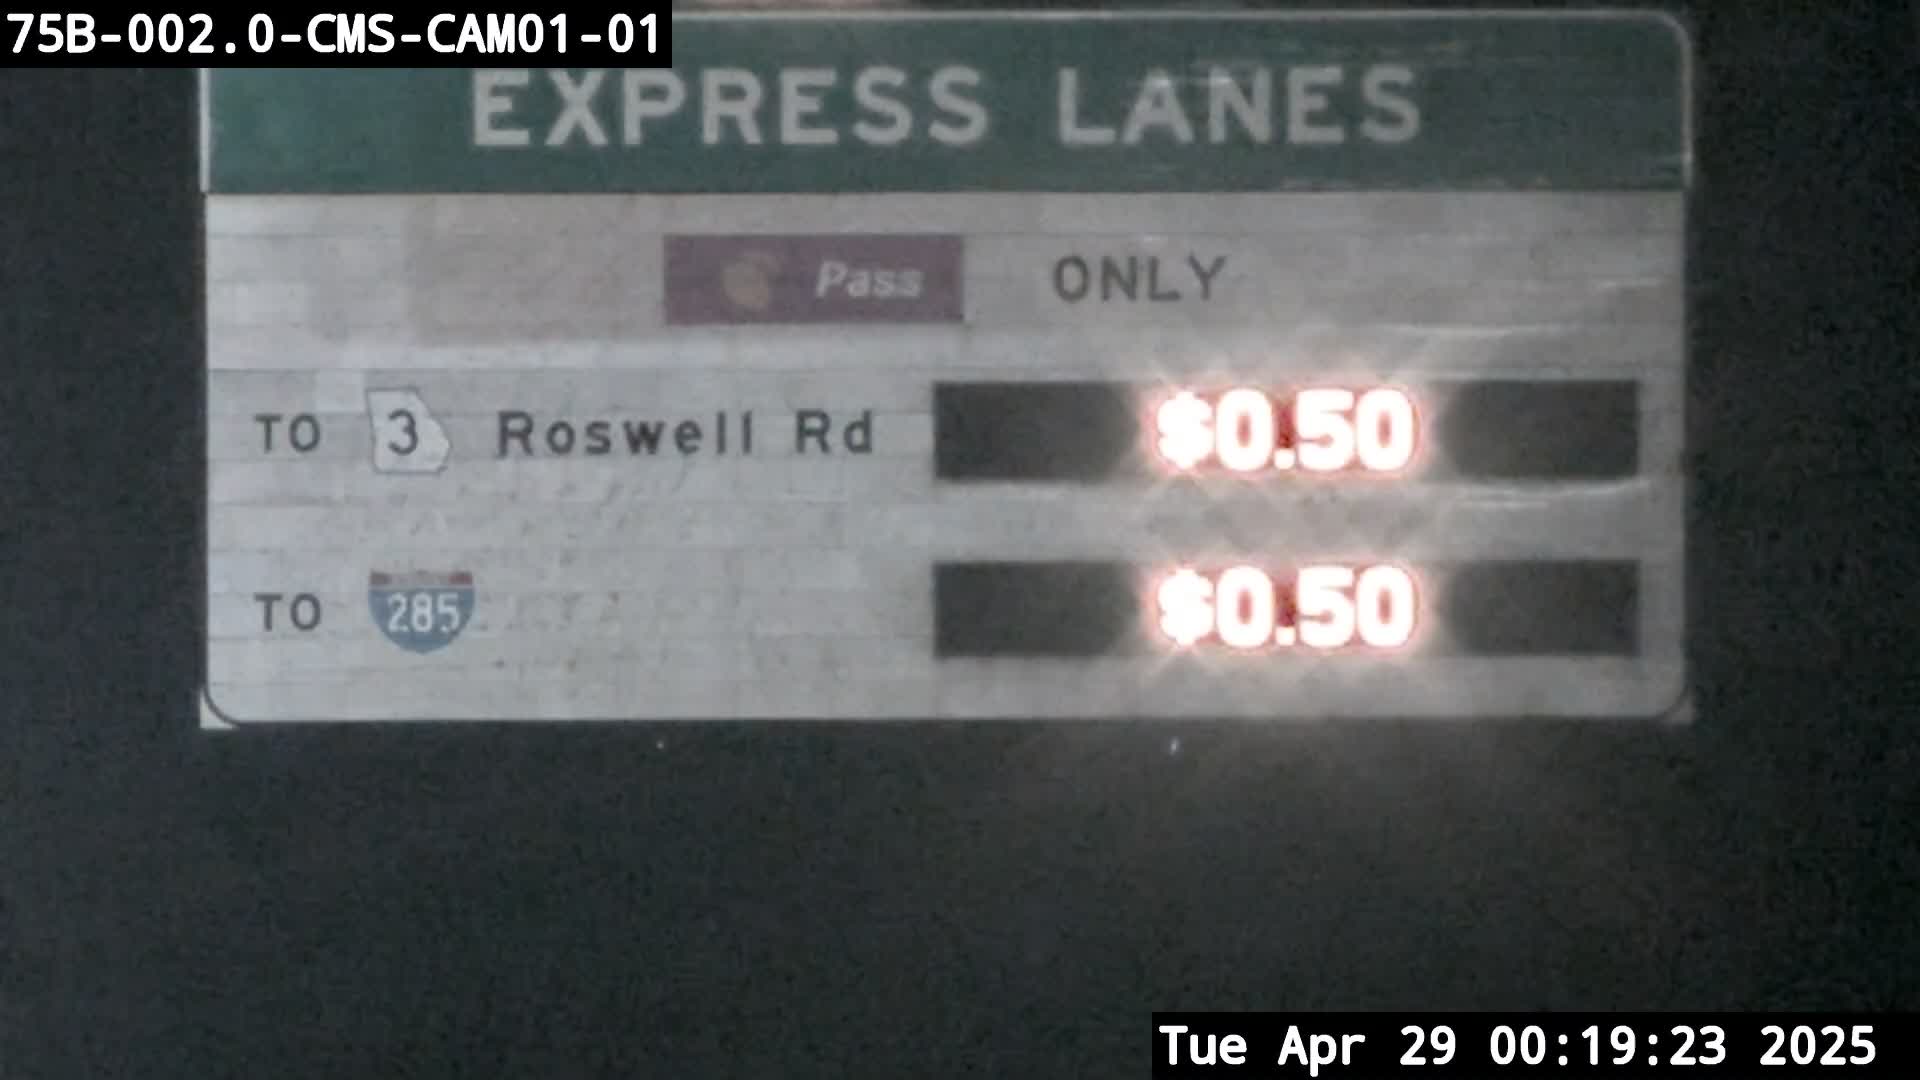 75B-002.0-CMS-CAM01-01
EXPRESS LANES
Pass ONLY
TO 3 Roswell Rd $0.50
TO 285 $0.50
Tue Apr 29 00:19:23 2025